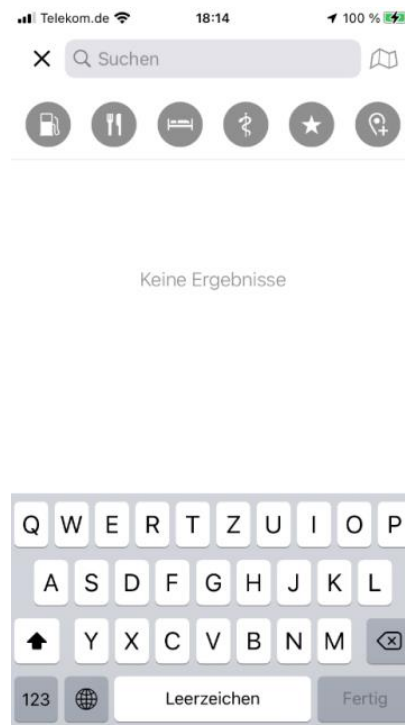 Telekom.de 18:14 100 %
Suchen
Keine Ergebnisse
Q W E R T Z U I O P
A S D F G H J K L
Y X C V B N M
123 Leerzeichen Fertig